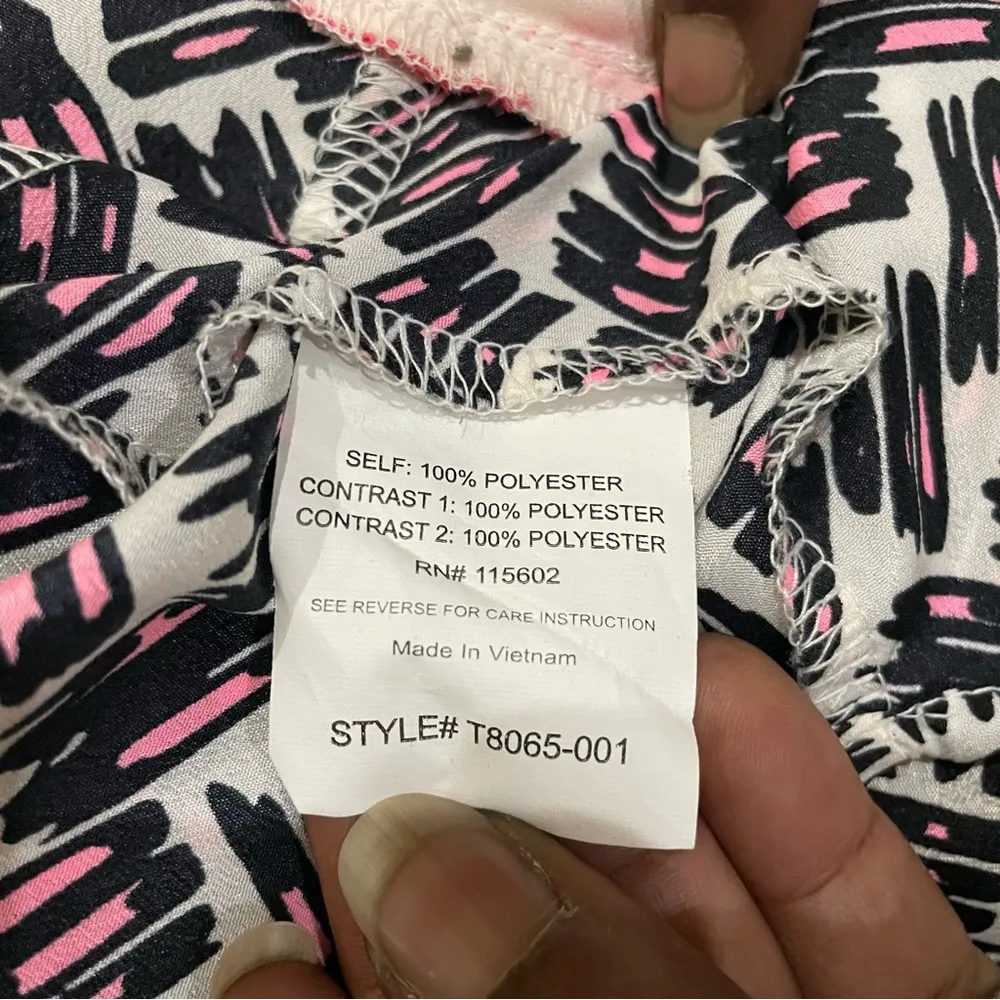 SELF: 100% POLYESTER
CONTRAST 1: 100% POLYESTER
CONTRAST 2: 100% POLYESTER
RN# 115602
SEE REVERSE FOR CARE INSTRUCTION
Made In Vietnam
STYLE# T8065-001